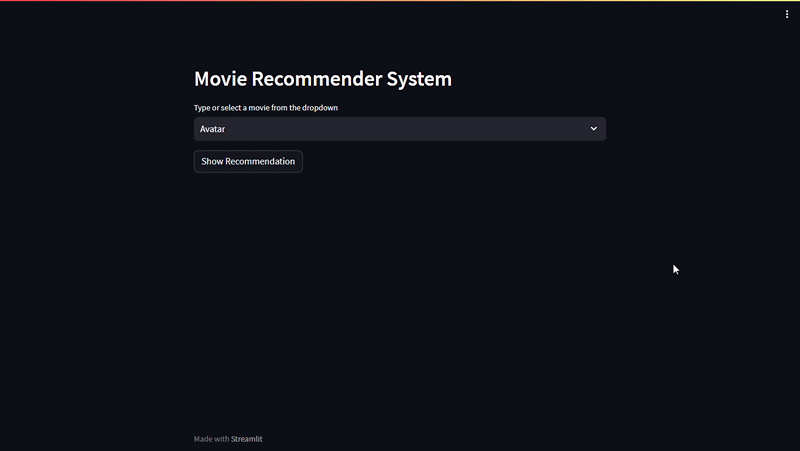 Movie Recommender System
Type or select a movie from the dropdown
Avatar
Show Recommendation
Made with Streamlit